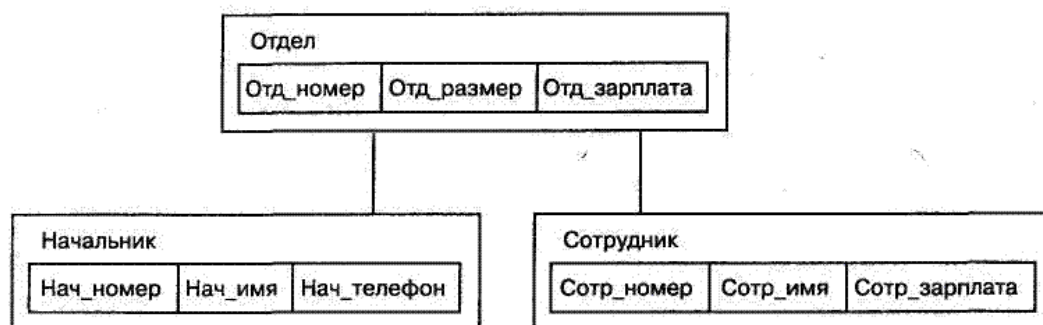 Отдел
Отд_номер Отд_размер Отд_зарплата
Начальник
Нач_номер Нач_имя Нач_телефон
Сотрудник
Сотр_номер Сотр_имя Сотр_зарплата